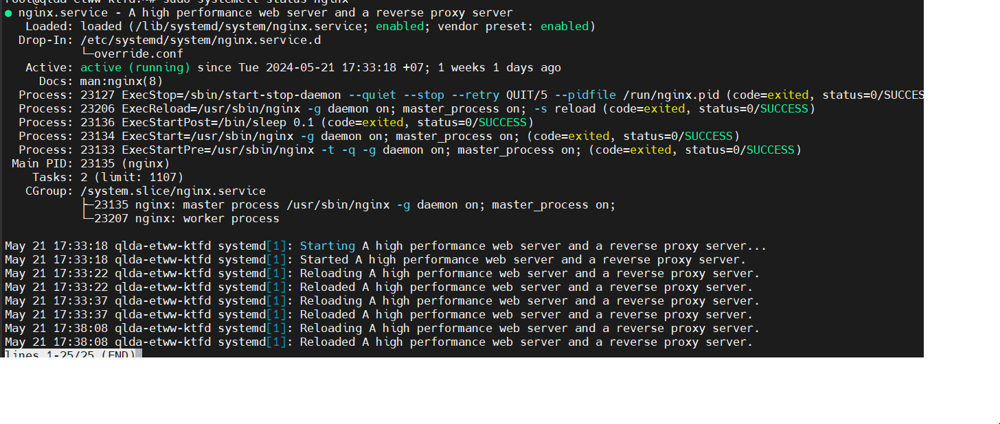 root@qlda-etww-ktfd:~# sudo systemctl status nginx
● nginx.service - A high performance web server and a reverse proxy server
   Loaded: loaded (/lib/systemd/system/nginx.service; enabled; vendor preset: enabled)
  Drop-In: /etc/systemd/system/nginx.service.d
           └─override.conf
   Active: active (running) since Tue 2024-05-21 17:33:18 +07; 1 weeks 1 days ago
     Docs: man:nginx(8)
  Process: 23127 ExecStop=/sbin/start-stop-daemon --quiet --stop --retry QUIT/5 --pidfile /run/nginx.pid (code=exited, status=0/SUCCES
  Process: 23206 ExecReload=/usr/sbin/nginx -g daemon on; master_process on; -s reload (code=exited, status=0/SUCCESS)
  Process: 23136 ExecStartPost=/bin/sleep 0.1 (code=exited, status=0/SUCCESS)
  Process: 23134 ExecStart=/usr/sbin/nginx -g daemon on; master_process on; (code=exited, status=0/SUCCESS)
  Process: 23133 ExecStartPre=/usr/sbin/nginx -t -q -g daemon on; master_process on; (code=exited, status=0/SUCCESS)
 Main PID: 23135 (nginx)
    Tasks: 2 (limit: 1107)
   CGroup: /system.slice/nginx.service
           ├─23135 nginx: master process /usr/sbin/nginx -g daemon on; master_process on;
           └─23207 nginx: worker process
May 21 17:33:18 qlda-etww-ktfd systemd[1]: Starting A high performance web server and a reverse proxy server...
May 21 17:33:18 qlda-etww-ktfd systemd[1]: Started A high performance web server and a reverse proxy server.
May 21 17:33:22 qlda-etww-ktfd systemd[1]: Reloading A high performance web server and a reverse proxy server.
May 21 17:33:22 qlda-etww-ktfd systemd[1]: Reloaded A high performance web server and a reverse proxy server.
May 21 17:33:37 qlda-etww-ktfd systemd[1]: Reloading A high performance web server and a reverse proxy server.
May 21 17:33:37 qlda-etww-ktfd systemd[1]: Reloaded A high performance web server and a reverse proxy server.
May 21 17:38:08 qlda-etww-ktfd systemd[1]: Reloading A high performance web server and a reverse proxy server.
May 21 17:38:08 qlda-etww-ktfd systemd[1]: Reloaded A high performance web server and a reverse proxy server.
lines 1-25/25 (END)